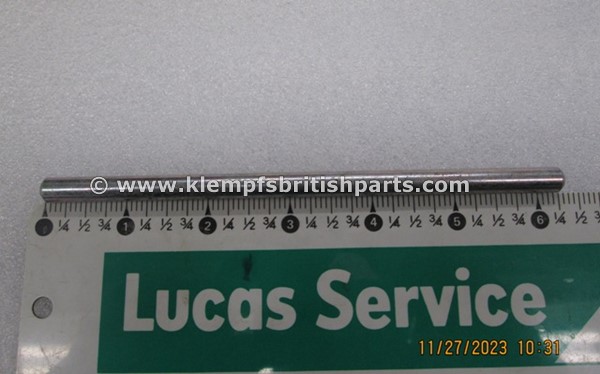 © www.klempfsbritishparts.com
¼ ½ ¾ 1 ¼ ½ ¾ 2 ¼ ½ ¾ 3 ¼ ½ ¾ 4 ¼ ½ ¾ 5 ¼ ½ ¾ 6 ¼ ½
Lucas Service
11/27/2023 10:31